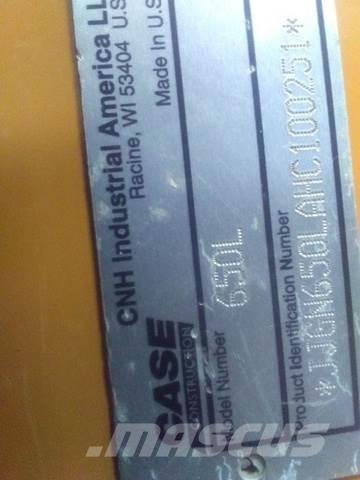 CNH Industrial America LL
Racine, WI 53404 U.S
Made in U.S
CASE
CONSTRUCTION
Model Number
650L
Product Identification Number
*JJGN650LAHC100251*
MASCUS